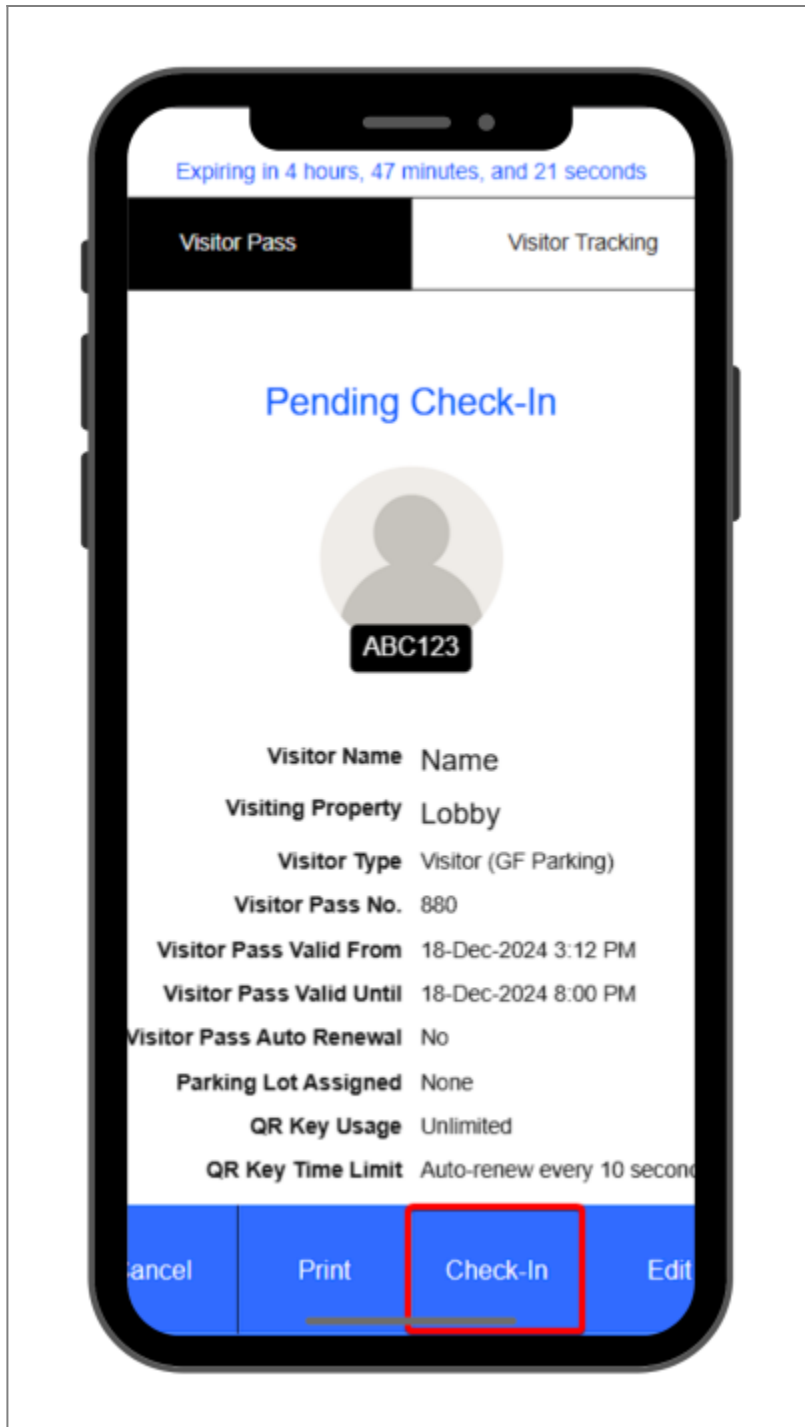 Expiring in 4 hours, 47 minutes, and 21 seconds
Visitor Pass Visitor Tracking
Pending Check-In
ABC123
Visitor Name Name
Visiting Property Lobby
Visitor Type Visitor (GF Parking)
Visitor Pass No. 880
Visitor Pass Valid From 18-Dec-2024 3:12 PM
Visitor Pass Valid Until 18-Dec-2024 8:00 PM
Visitor Pass Auto Renewal No
Parking Lot Assigned None
QR Key Usage Unlimited
QR Key Time Limit Auto-renew every 10 second
ancel Print Check-In Edit